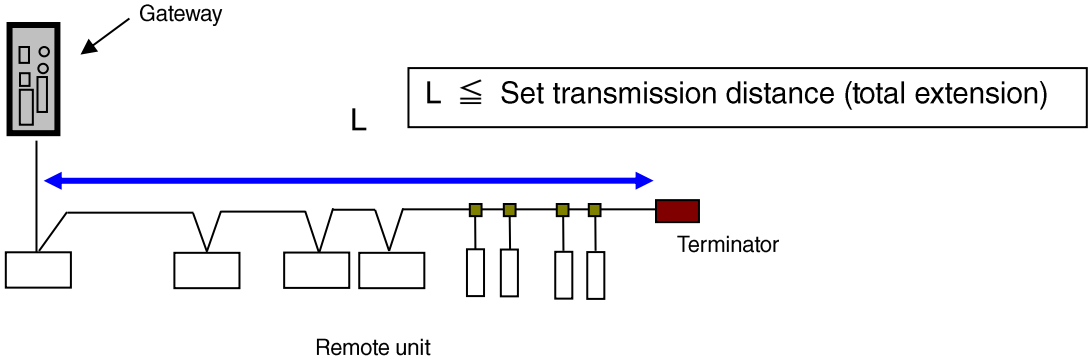 Gateway
L ≦ Set transmission distance (total extension)
L
Terminator
Remote unit